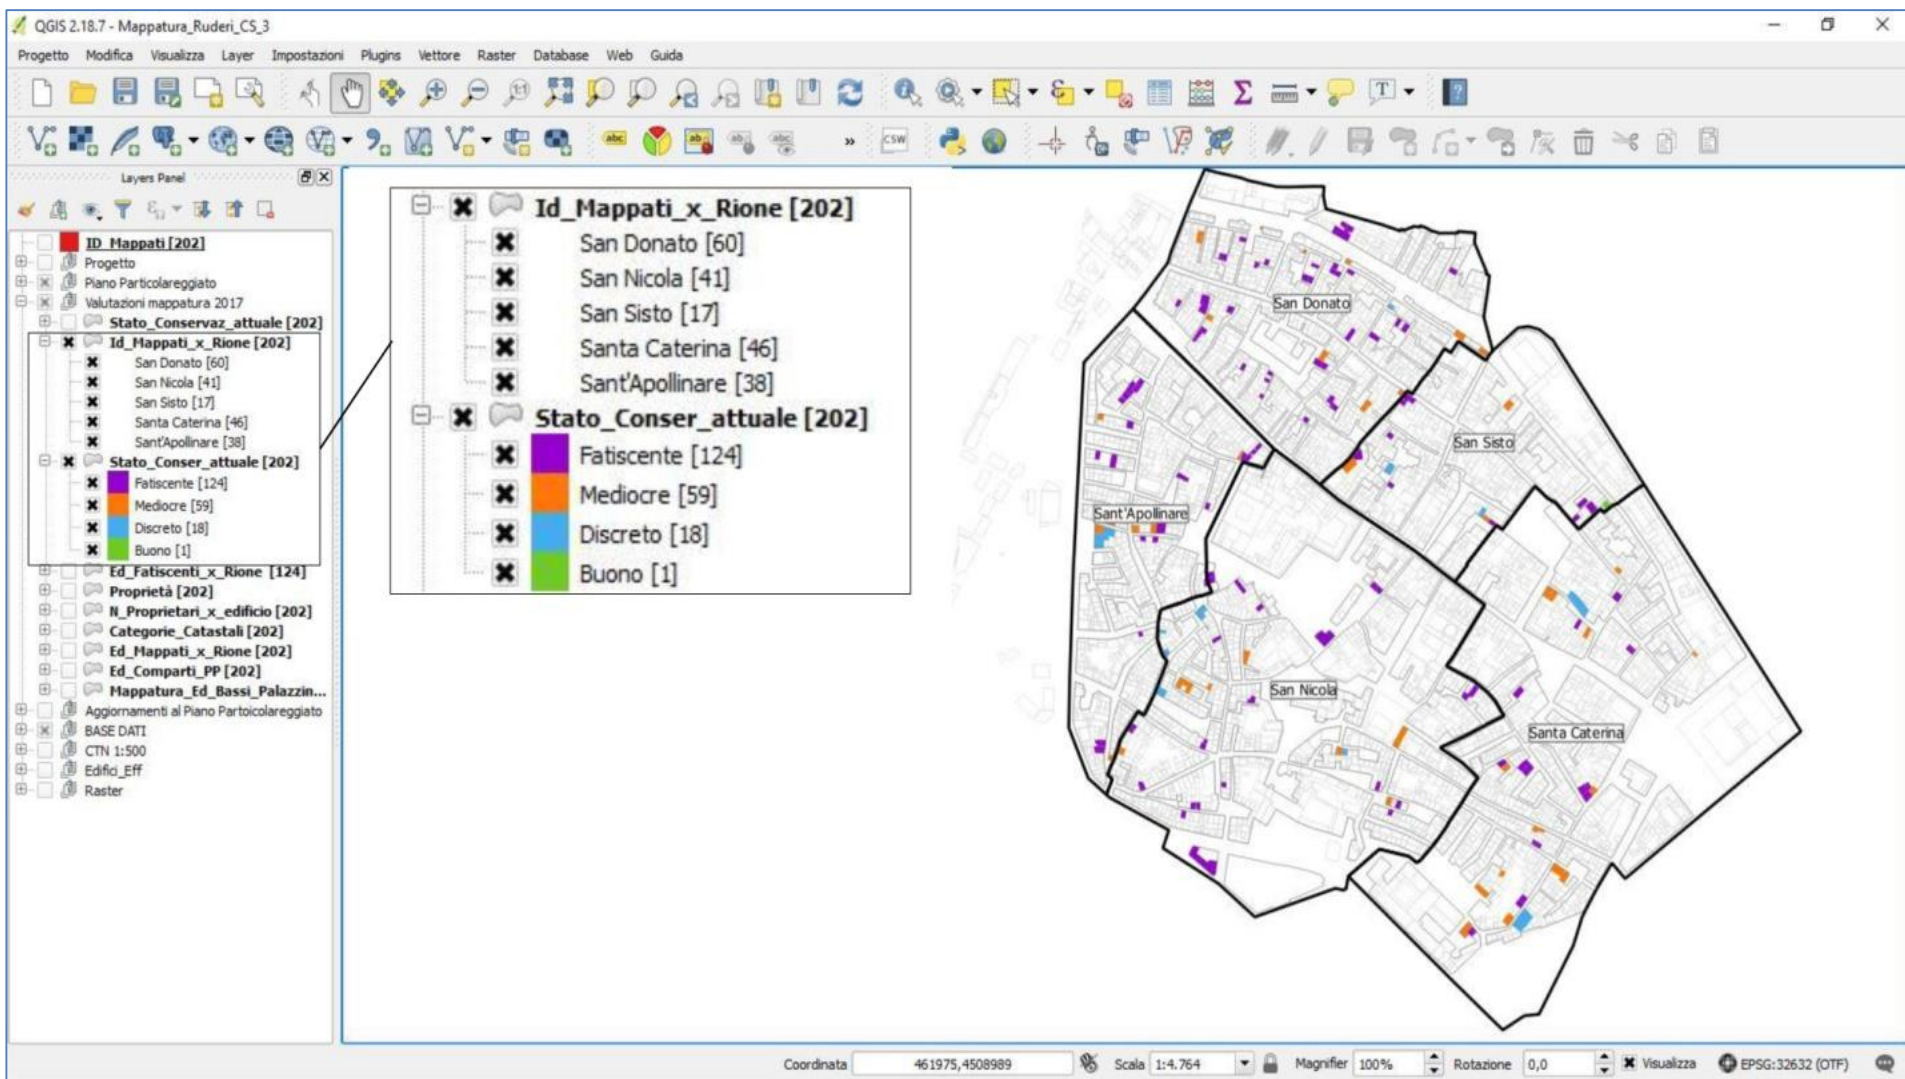 QGIS 2.18.7 - Mappatura_Ruderi_CS_3
Progetto Modifica Visualizza Layer Impostazioni Plugins Vettore Raster Database Web Guida
Layers Panel
ID_Mappati [202]
Progetto
Piano Particolareggiato
Valutazioni mappatura 2017
Stato_Conservaz_attuale [202]
Id_Mappati_x_Rione [202]
San Donato [60]
San Nicola [41]
San Sisto [17]
Santa Caterina [46]
Sant'Apollinare [38]
Stato_Conser_attuale [202]
Fatiscente [124]
Mediocre [59]
Discreto [18]
Buono [1]
Ed_Fatiscenti_x_Rione [124]
Proprietà [202]
N_Proprietari_x_edificio [202]
Categorie_Catastali [202]
Ed_Mappati_x_Rione [202]
Ed_Comparti_PP [202]
Mappatura_Ed_Bassi_Palazzin...
Aggiornamenti al Piano Partoicolareggiato
BASE DATI
CTN 1:500
Edifici_Eff
Raster
Id_Mappati_x_Rione [202]
San Donato [60]
San Nicola [41]
San Sisto [17]
Santa Caterina [46]
Sant'Apollinare [38]
Stato_Conser_attuale [202]
Fatiscente [124]
Mediocre [59]
Discreto [18]
Buono [1]
San Donato
San Sisto
Sant'Apollinare
San Nicola
Santa Caterina
Coordinata 461975,4508989 Scala 1:4.764 Magnifier 100% Rotazione 0,0 Visualizza EPSG:32632 (OTF)